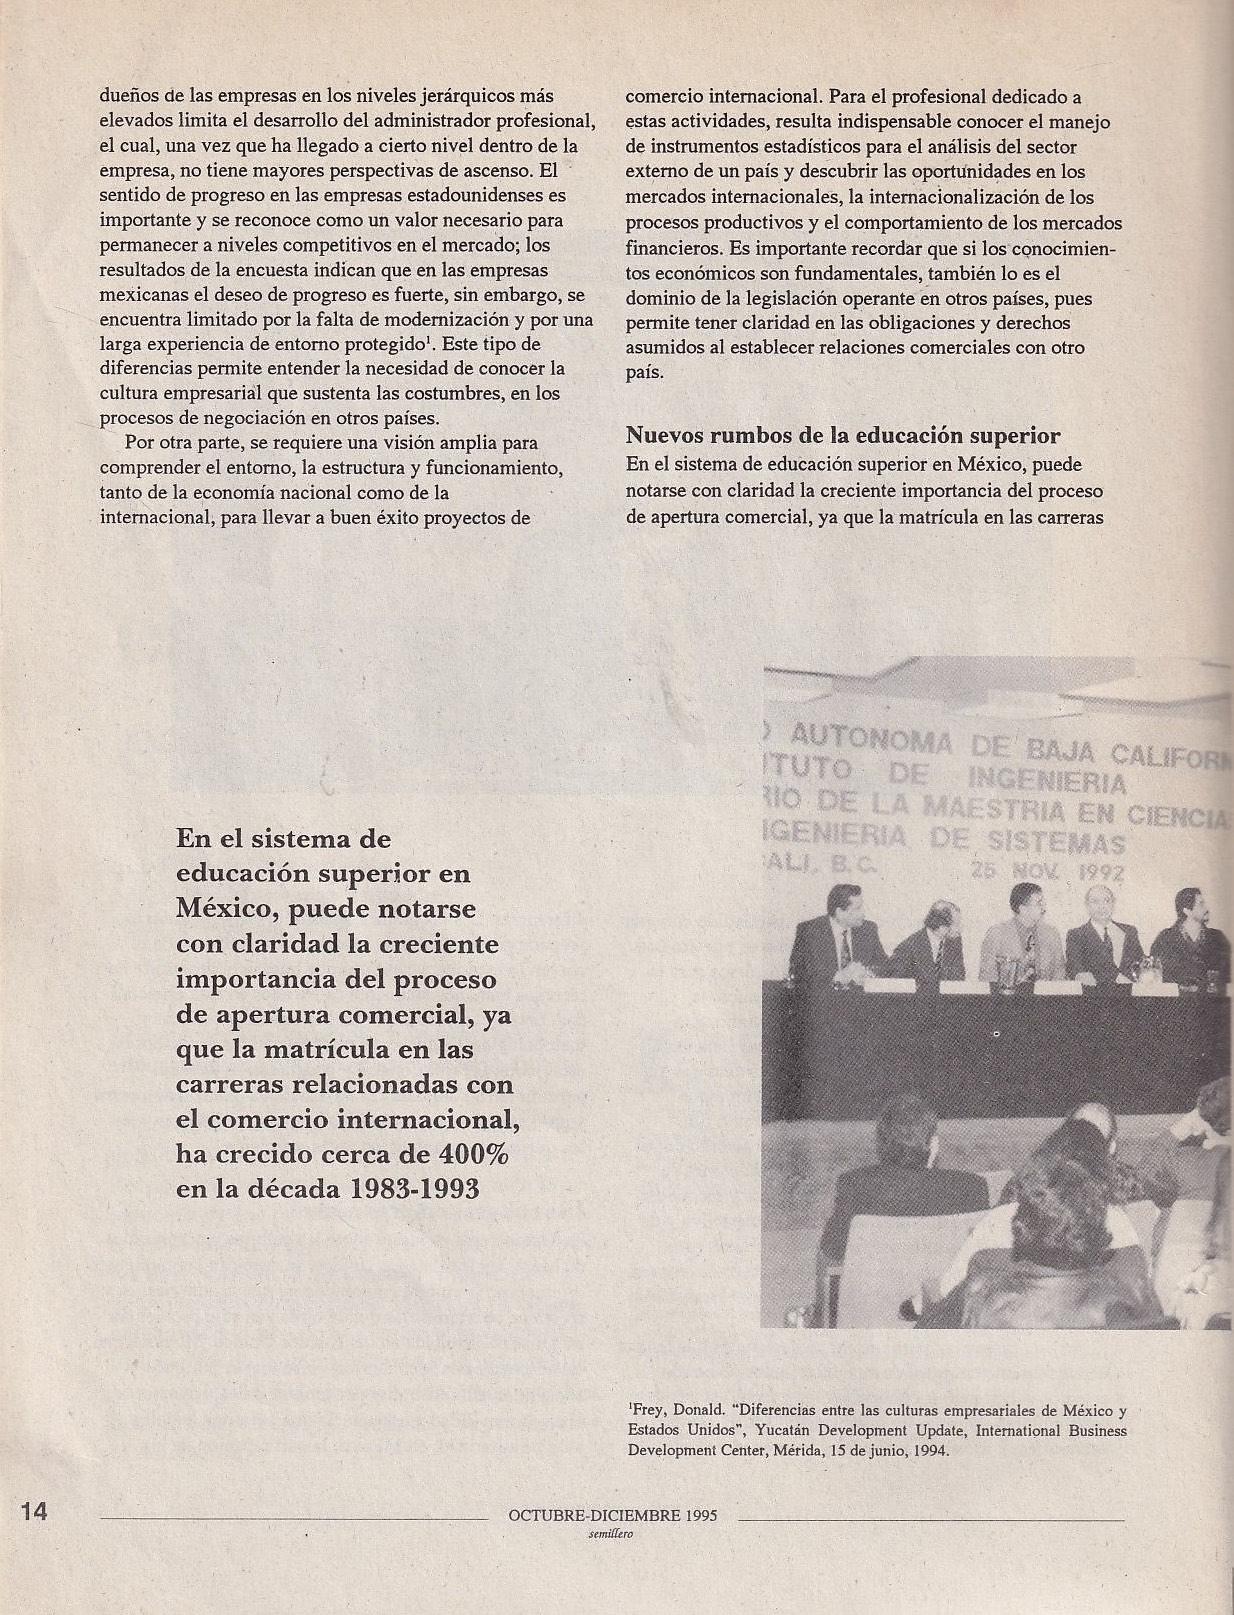 dueños de las empresas en los niveles jerárquicos más
elevados limita el desarrollo del administrador profesional,
el cual, una vez que ha llegado a cierto nivel dentro de la
empresa, no tiene mayores perspectivas de ascenso. El
sentido de progreso en las empresas estadounidenses es
importante y se reconoce como un valor necesario para
permanecer a niveles competitivos en el mercado; los
resultados de la encuesta indican que en las empresas
mexicanas el deseo de progreso es fuerte, sin embargo, se
encuentra limitado por la falta de modernización y por una
larga experiencia de entorno protegido¹. Este tipo de
diferencias permite entender la necesidad de conocer la
cultura empresarial que sustenta las costumbres, en los
procesos de negociación en otros países.
Por otra parte, se requiere una visión amplia para
comprender el entorno, la estructura y funcionamiento,
tanto de la economía nacional como de la
internacional, para llevar a buen éxito proyectos de
comercio internacional. Para el profesional dedicado a
estas actividades, resulta indispensable conocer el manejo
de instrumentos estadísticos para el análisis del sector
externo de un país y descubrir las oportunidades en los
mercados internacionales, la internacionalización de los
procesos productivos y el comportamiento de los mercados
financieros. Es importante recordar que si los conocimien-
tos económicos son fundamentales, también lo es el
dominio de la legislación operante en otros países, pues
permite tener claridad en las obligaciones y derechos
asumidos al establecer relaciones comerciales con otro
país.
Nuevos rumbos de la educación superior
En el sistema de educación superior en México, puede
notarse con claridad la creciente importancia del proceso
de apertura comercial, ya que la matrícula en las carreras
D AUTONOMA DE BAJA CALIFORN
ITUTO DE INGENIERIA
RIO DE LA MAESTRIA EN CIENCIA
NGENIERIA DE SISTEMAS
CALI, B.C. 25 NOV. 1992
En el sistema de
educación superior en
México, puede notarse
con claridad la creciente
importancia del proceso
de apertura comercial, ya
que la matrícula en las
carreras relacionadas con
el comercio internacional,
ha crecido cerca de 400%
en la década 1983-1993
¹Frey, Donald. “Diferencias entre las culturas empresariales de México y
Estados Unidos”, Yucatán Development Update, International Business
Development Center, Mérida, 15 de junio, 1994.
14
OCTUBRE-DICIEMBRE 1995
semillero